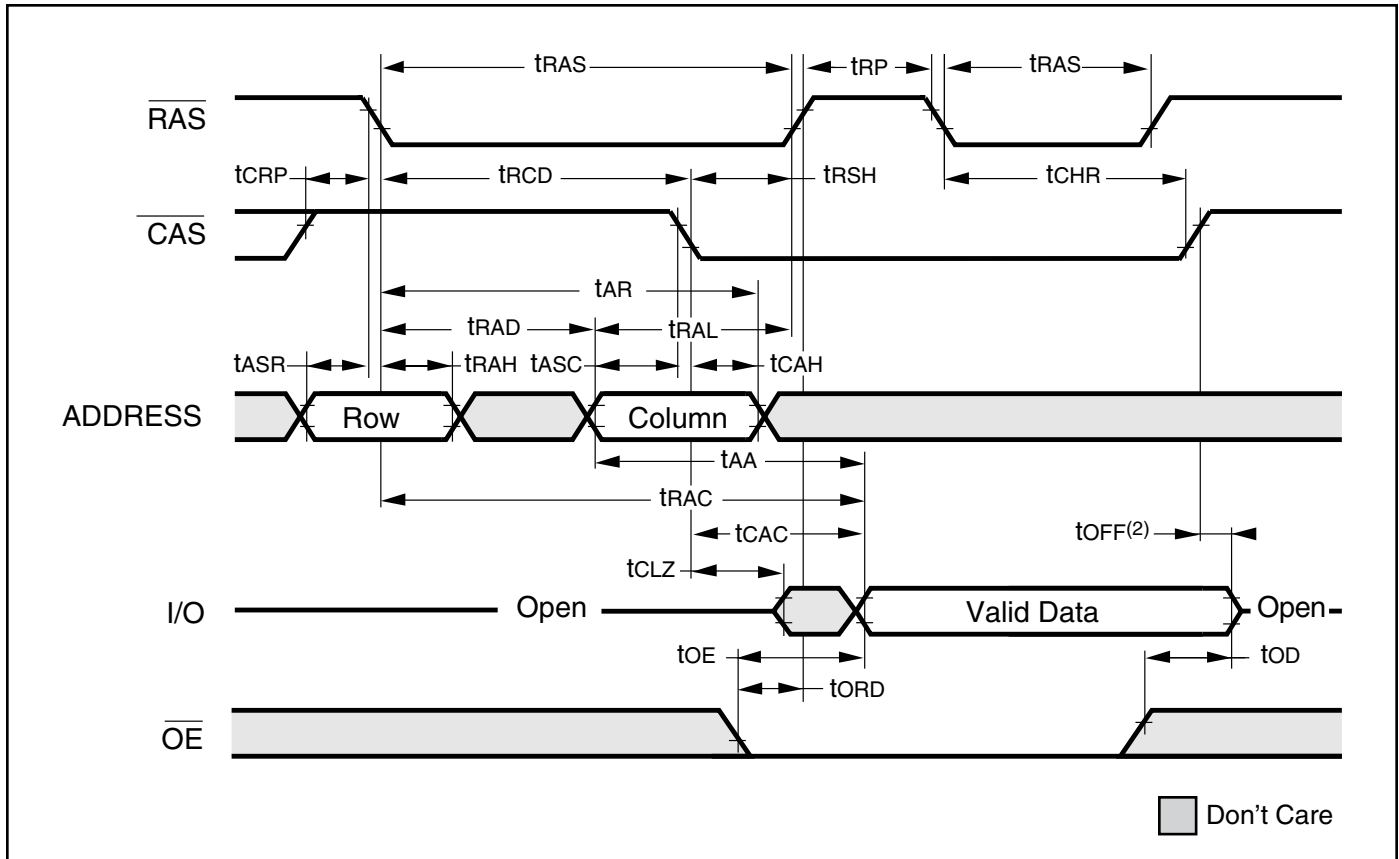 tRAS tRP tRAS
RAS
tCRP tRCD tRSH tCHR
CAS
tAR
tRAD tRAL
tASR tRAH tASC tCAH
ADDRESS Row Column
tAA
tRAC
tCAC tOFF(2)
tCLZ
I/O Open Valid Data Open
tOE tOD
tORD
OE
Don't Care